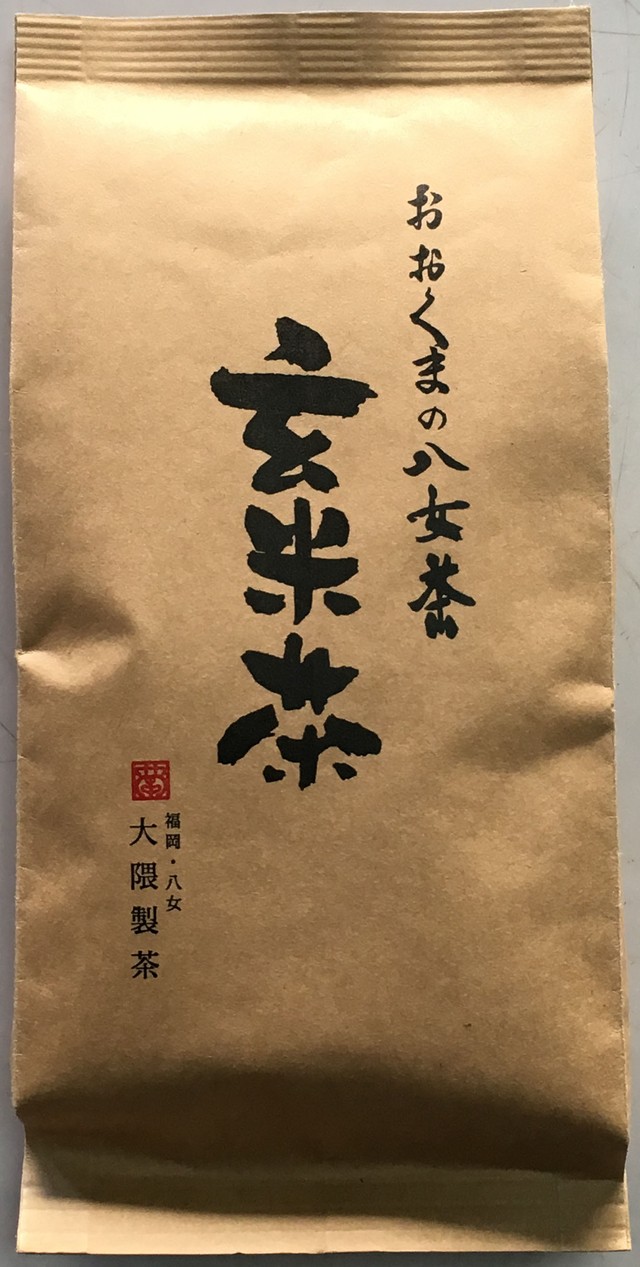 おおくまの八女茶
玄米茶
福岡・八女
大隈製茶